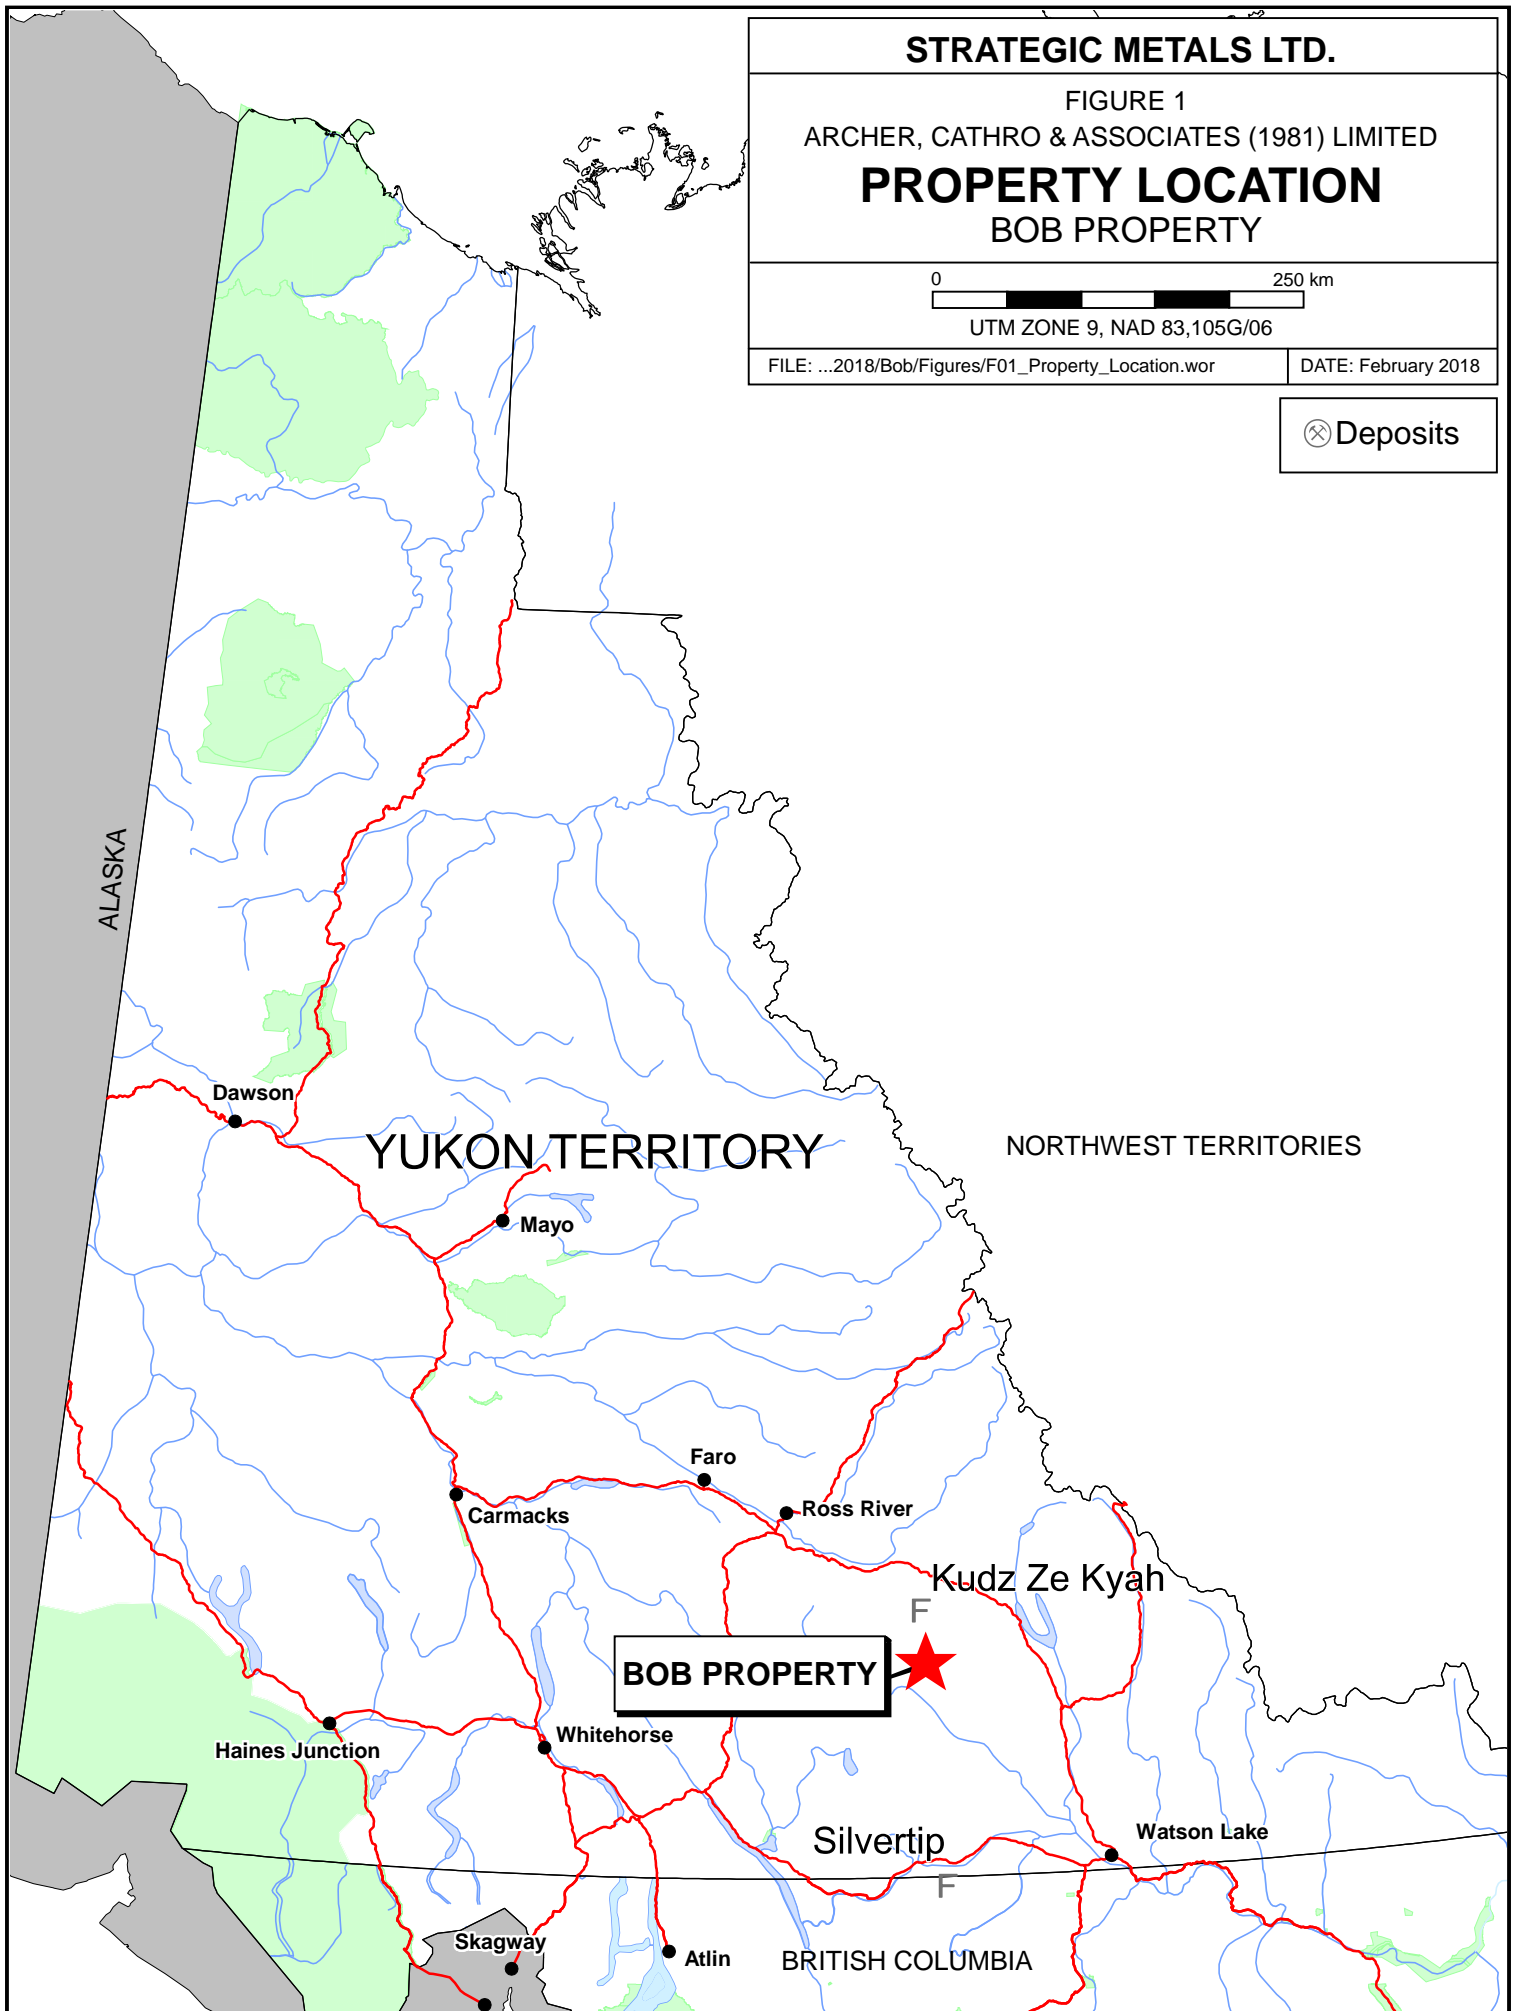 STRATEGIC METALS LTD.
FIGURE 1
ARCHER, CATHRO & ASSOCIATES (1981) LIMITED
PROPERTY LOCATION
BOB PROPERTY
0 250 km
UTM ZONE 9, NAD 83,105G/06
FILE: ...2018/Bob/Figures/F01_Property_Location.wor DATE: February 2018
Deposits
ALASKA
Dawson
YUKON TERRITORY
NORTHWEST TERRITORIES
Mayo
Faro
Ross River
Carmacks
Kudz Ze Kyah
F
BOB PROPERTY
Whitehorse
Haines Junction
Silvertip
Watson Lake
F
Skagway
Atlin
BRITISH COLUMBIA